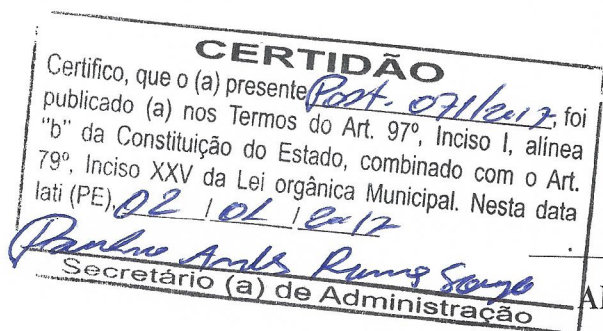 CERTIDÃO
Certifico, que o (a) presente Port. 071/2017, foi
publicado (a) nos Termos do Art. 97º, Inciso I, alínea
"b" da Constituição do Estado, combinado com o Art.
79º, Inciso XXV da Lei orgânica Municipal. Nesta data
Iati (PE), 02 / 01 / 2017
.
Secretário (a) de Administração